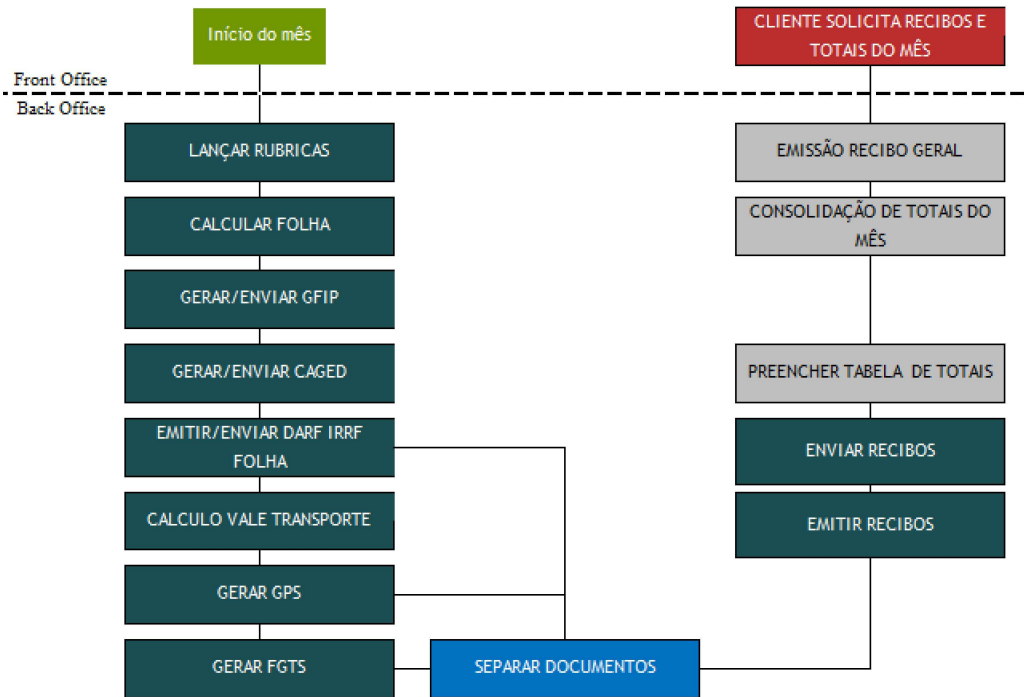 Início do mês
CLIENTE SOLICITA RECIBOS E
TOTAIS DO MÊS
Front Office
Back Office
LANÇAR RUBRICAS
CALCULAR FOLHA
GERAR/ENVIAR GFIP
GERAR/ENVIAR CAGED
EMITIR/ENVIAR DARF IRRF
FOLHA
CALCULO VALE TRANSPORTE
GERAR GPS
GERAR FGTS
SEPARAR DOCUMENTOS
EMISSÃO RECIBO GERAL
CONSOLIDAÇÃO DE TOTAIS DO
MÊS
PREENCHER TABELA DE TOTAIS
ENVIAR RECIBOS
EMITIR RECIBOS